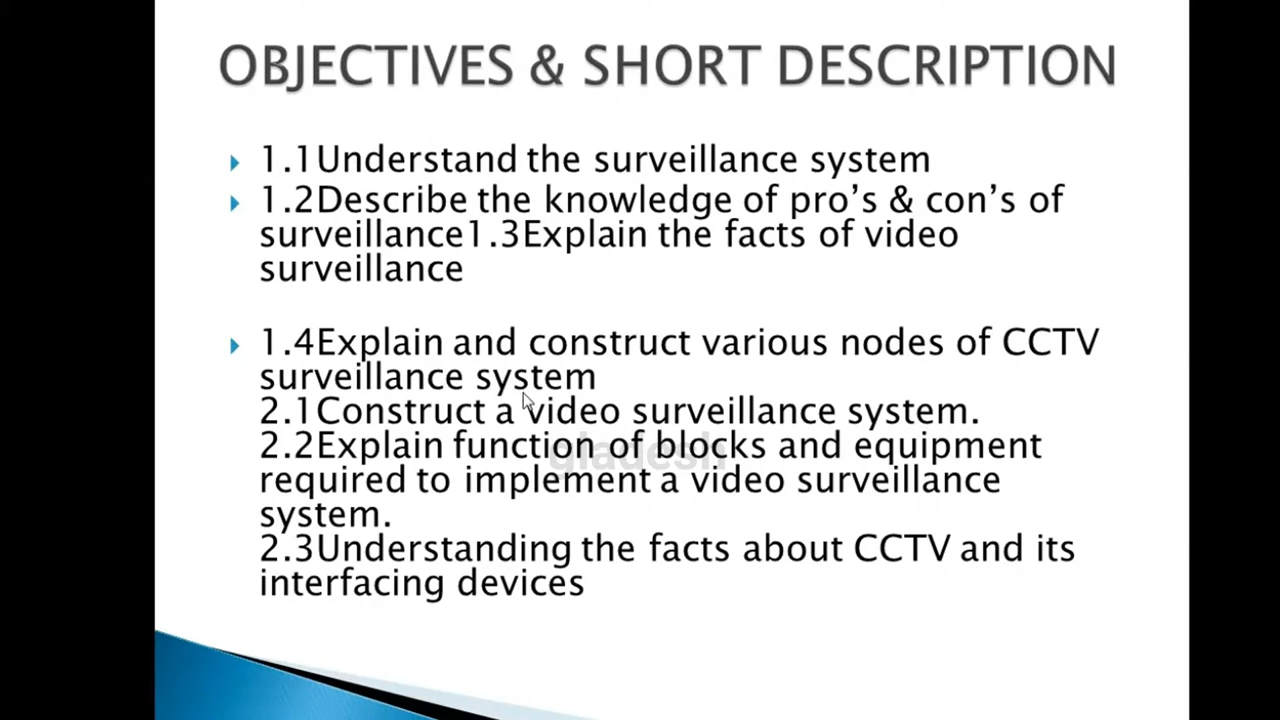 OBJECTIVES & SHORT DESCRIPTION
1.1Understand the surveillance system
1.2Describe the knowledge of pro’s & con’s of
surveillance1.3Explain the facts of video
surveillance
1.4Explain and construct various nodes of CCTV
surveillance system
2.1Construct a video surveillance system.
2.2Explain function of blocks and equipment
gladesh
required to implement a video surveillance
system.
2.3Understanding the facts about CCTV and its
interfacing devices